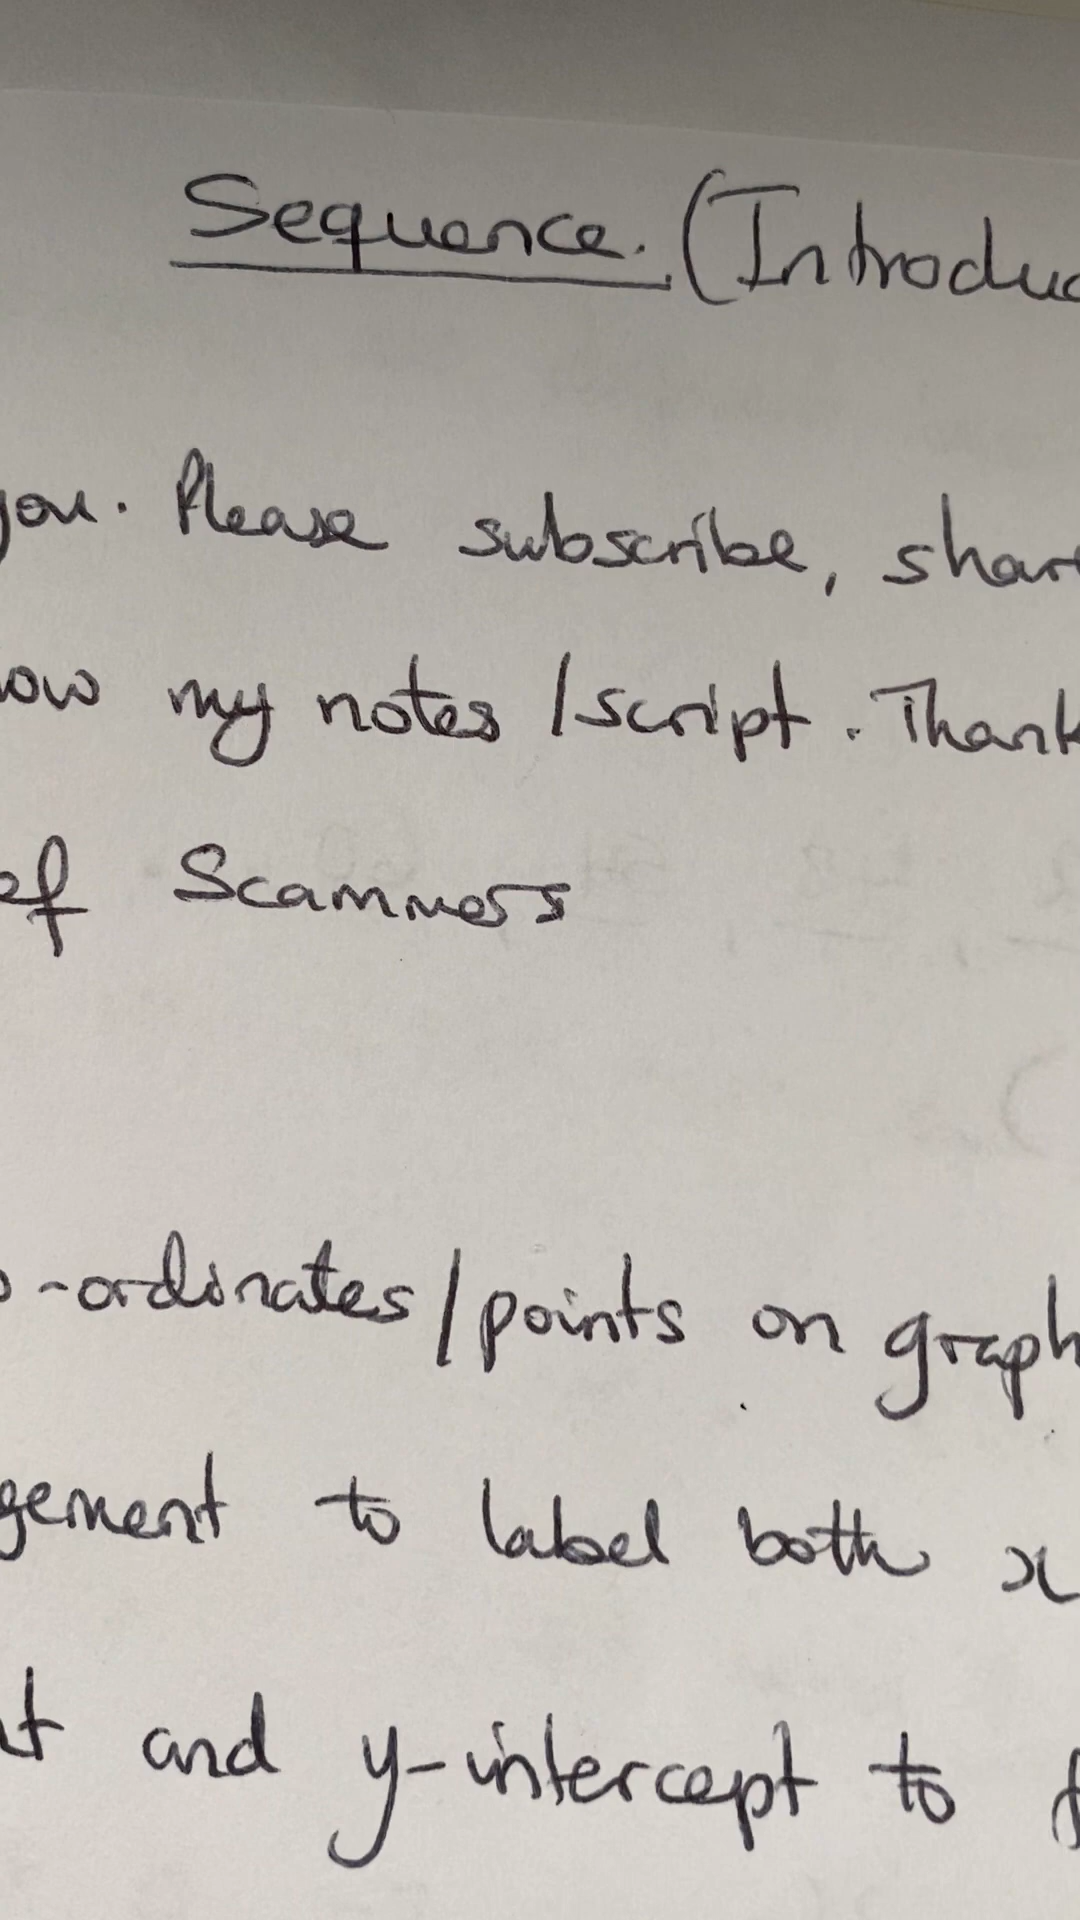 Sequence. (Introduc
you. Please subscribe, shar
ow my notes /script. Thank
of Scammers
-ordinates/points on graph
gement to label both x
t and y-intercept to f